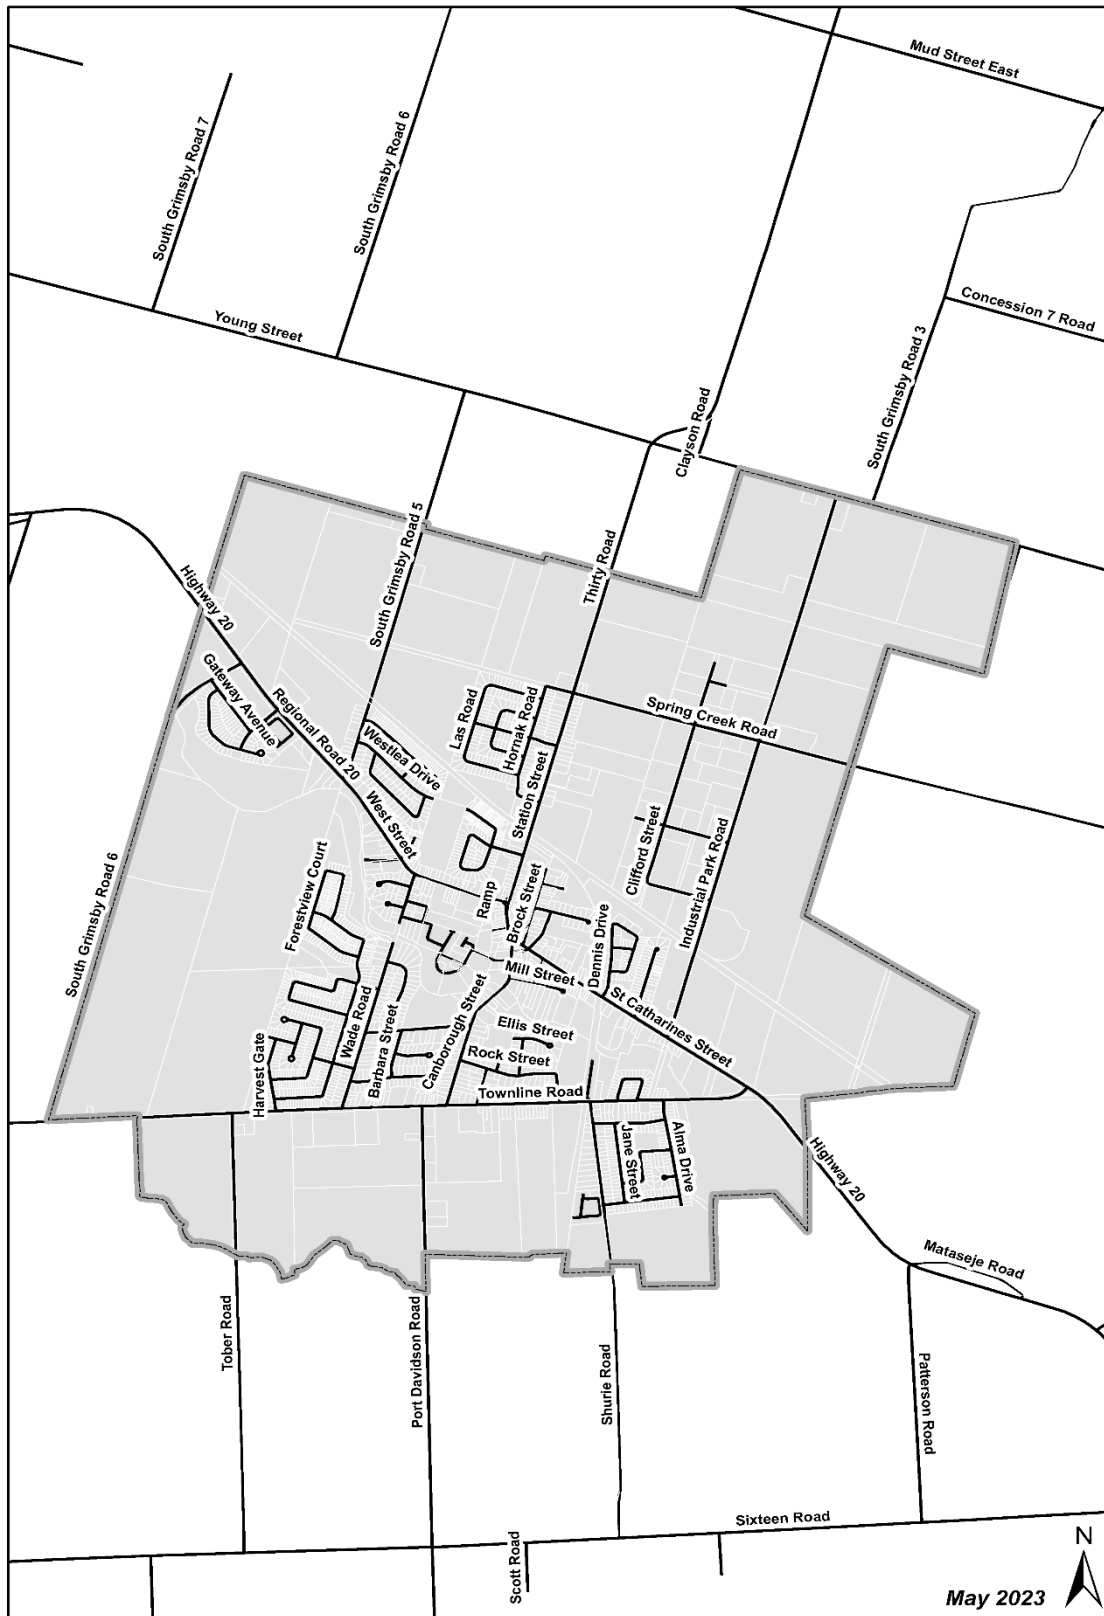 Mud Street East
South Grimsby Road 7
South Grimsby Road 6
Concession 7 Road
Young Street
South Grimsby Road 3
Clayson Road
South Grimsby Road 5
Thirty Road
Highway 20
Gateway Avenue
Regional Road 20
Las Road
Hornak Road
Spring Creek Road
Westlea Drive
Station Street
West Street
Clifford Street
Industrial Park Road
South Grimsby Road 6
Forestview Court
Ramp
Brock Street
Dennis Drive
Mill Street
St Catharines Street
Wade Road
Barbara Street
Canborough Street
Ellis Street
Rock Street
Harvest Gate
Townline Road
Jane Street
Alma Drive
Highway 20
Mataseje Road
Tober Road
Port Davidson Road
Shurie Road
Patterson Road
Sixteen Road
Scott Road
N
May 2023